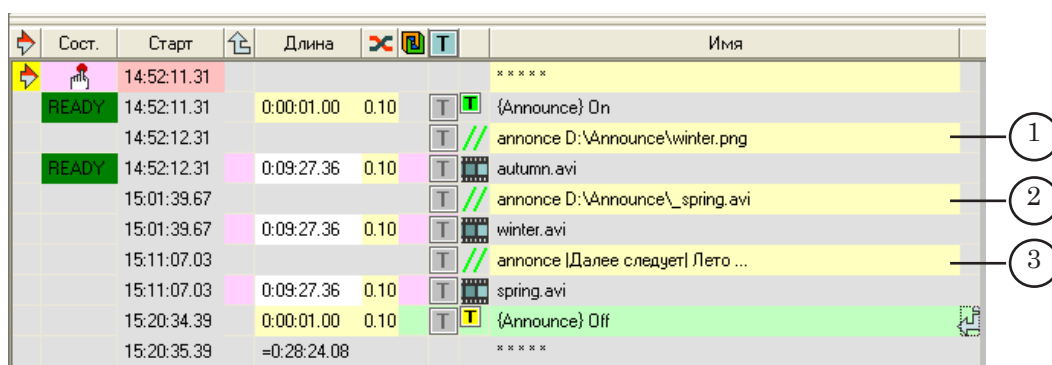 Сост. Старт Длина T Имя
14:52:11.31 * * * * *
READY 14:52:11.31 0:00:01.00 0.10 T T {Announce} On
14:52:12.31 T // annonce D:\Announce\winter.png 1
READY 14:52:12.31 0:09:27.36 0.10 T autumn.avi
15:01:39.67 T // annonce D:\Announce\_spring.avi 2
15:01:39.67 0:09:27.36 0.10 T winter.avi
15:11:07.03 T // annonce |Далее следует| Лето ... 3
15:11:07.03 0:09:27.36 0.10 T spring.avi
15:20:34.39 0:00:01.00 0.10 T T {Announce} Off
15:20:35.39 =0:28:24.08 * * * * *